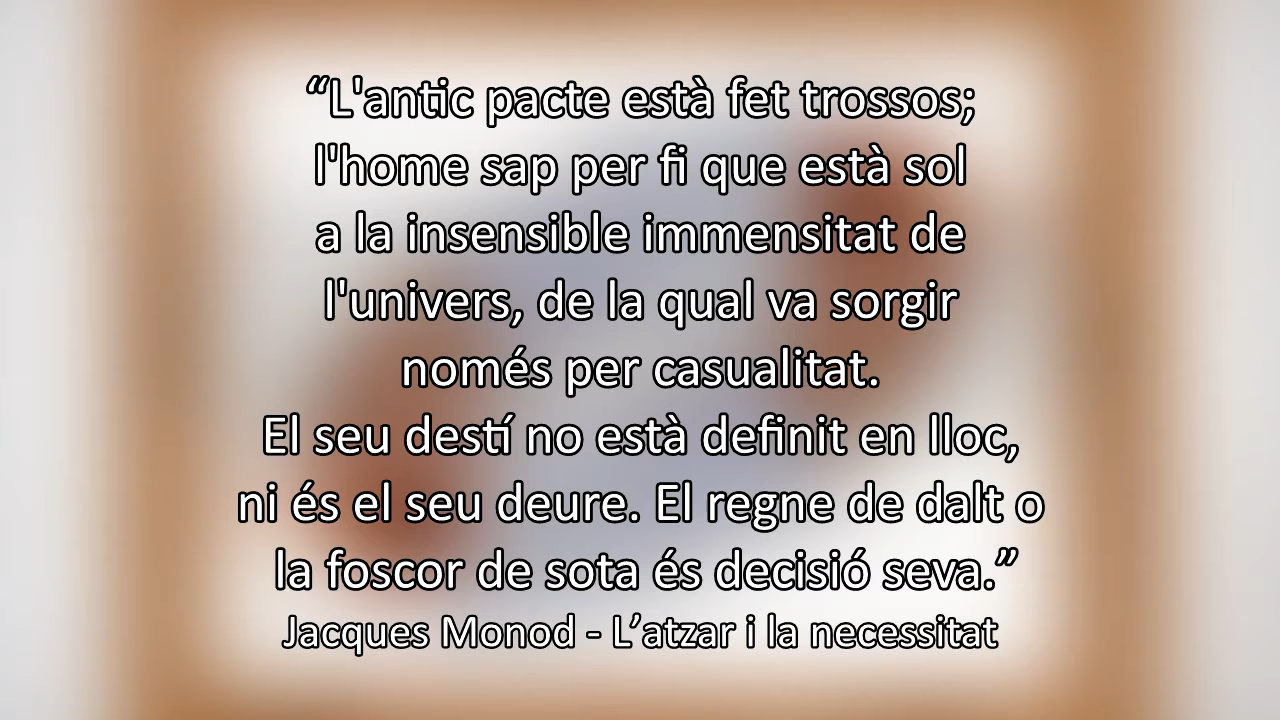 “L'antic pacte està fet trossos;
l'home sap per fi que està sol
a la insensible immensitat de
l'univers, de la qual va sorgir
només per casualitat.
El seu destí no està definit en lloc,
ni és el seu deure. El regne de dalt o
la foscor de sota és decisió seva.”
Jacques Monod - L’atzar i la necessitat